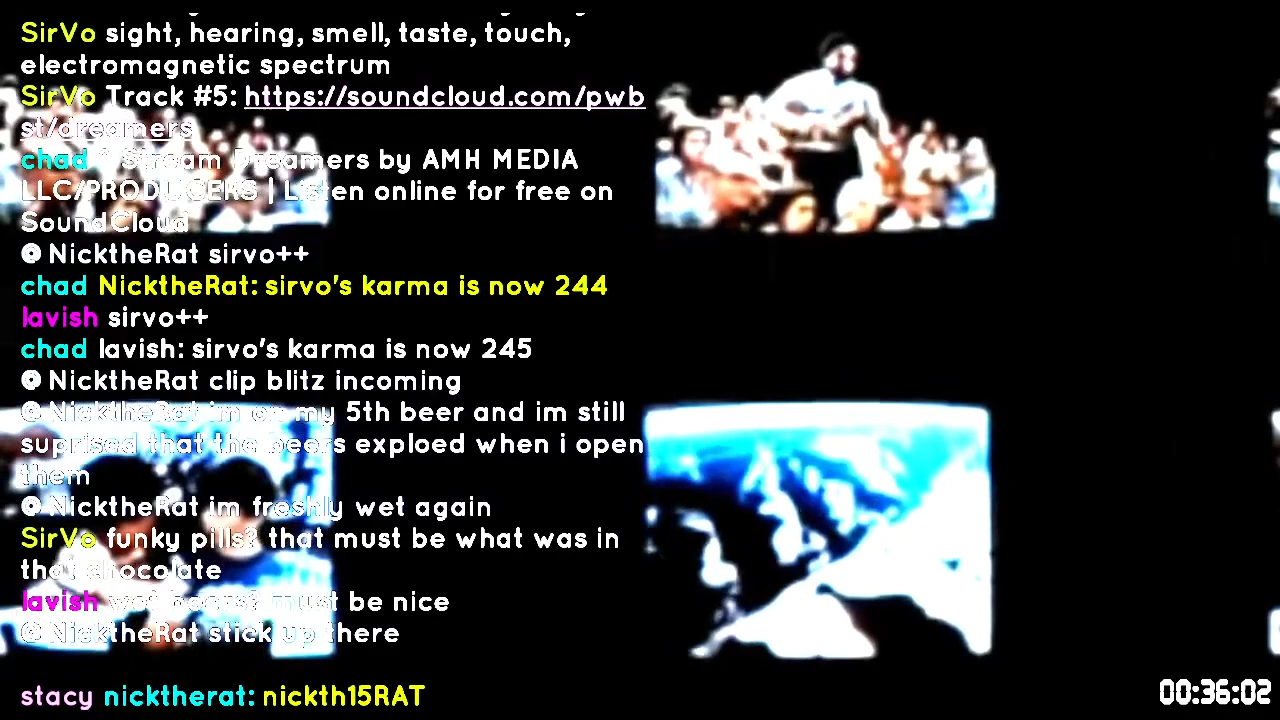 SirVo sight, hearing, smell, taste, touch,
electromagnetic spectrum
SirVo Track #5: https://soundcloud.com/pwb
st/dreamers
chad ^ Stream Dreamers by AMH MEDIA
LLC/PRODUCERS | Listen online for free on
SoundCloud
@ NicktheRat sirvo++
chad NicktheRat: sirvo's karma is now 244
lavish sirvo++
chad lavish: sirvo's karma is now 245
@ NicktheRat clip blitz incoming
@ NicktheRat im on my 5th beer and im still
suprised that the beers exploed when i open
them
@ NicktheRat im freshly wet again
SirVo funky pills? that must be what was in
that chocolate
lavish wet again? must be nice
@ NicktheRat stick up there
stacy nicktherat: nickth15RAT
00:36:02